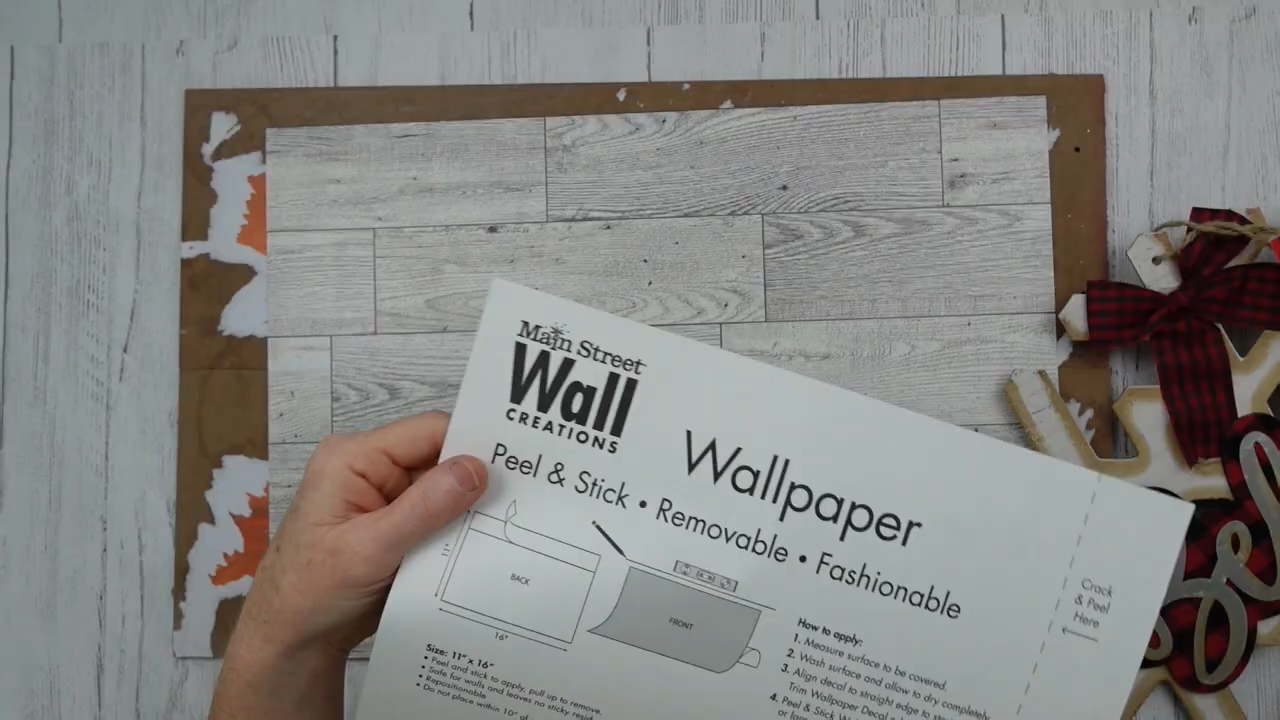 Main Street
Wall
CREATIONS
Wallpaper
Peel & Stick • Removable • Fashionable
BACK
11"
16"
FRONT
Crack
& Peel
Here
Size: 11" x 16"
• Peel and stick to apply, pull up to remove.
• Safe for walls and leaves no sticky resid
• Repositionable
• Do not place within 10" of
How to apply:
1. Measure surface to be covered.
2. Wash surface and allow to dry completely.
3. Align decal to straight edge to
Trim Wallpaper Decal
4. Peel & Stick W
or
Bel